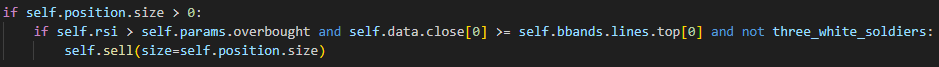 if self.position.size > 0:
if self.rsi > self.params.overbought and self.data.close[0] >= self.bbands.lines.top[0] and not three_white_soldiers:
self.sell(size=self.position.size)